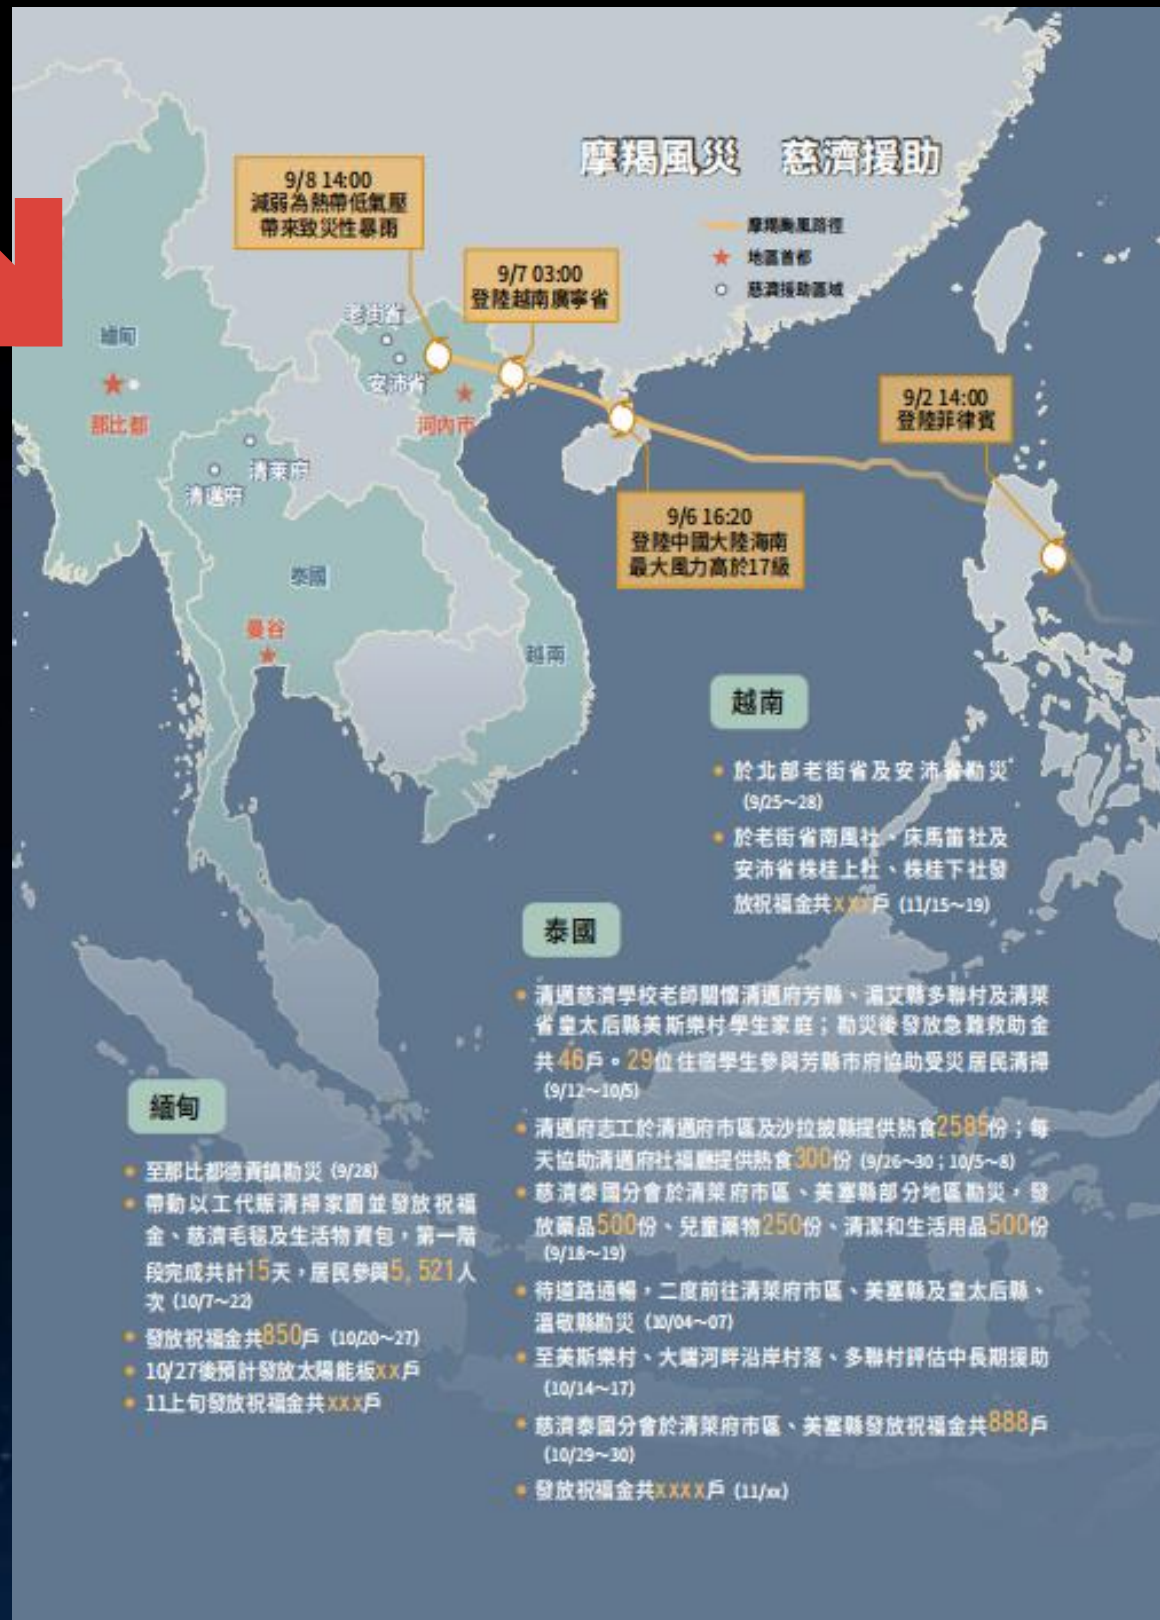 摩羯風災 慈濟援助
摩羯颱風路徑
地區首都
慈濟援助區域
9/8 14:00
減弱為熱帶低氣壓
帶來致災性暴雨
9/7 03:00
登陸越南廣寧省
9/2 14:00
登陸菲律賓
9/6 16:20
登陸中國大陸海南
最大風力高於17級
緬甸
那比都
老街省
安沛省
河內市
清萊府
清邁府
泰國
曼谷
越南
越南
於北部老街省及安沛省勘災
(9/25~28)
於老街省南風社、床馬笛社及
安沛省株桂上社、株桂下社發
放祝福金共xxx戶 (11/15~19)
泰國
清邁慈濟學校老師關懷清邁府芳縣、湄艾縣多聯村及清萊
省皇太后縣美斯樂村學生家庭；勘災後發放急難救助金
共46戶。29位住宿學生參與芳縣市府協助受災居民清掃
(9/12~10/5)
清邁府志工於清邁府市區及沙拉披縣提供熱食2585份；每
天協助清邁府社福廳提供熱食300份 (9/26~30；10/5~8)
慈濟泰國分會於清萊府市區、美塞縣部分地區勘災，發
放藥品500份、兒童藥物250份、清潔和生活用品500份
(9/18~19)
待道路通暢，二度前往清萊府市區、美塞縣及皇太后縣、
溫敬縣勘災 (10/04~07)
至美斯樂村、大端河畔沿岸村落、多聯村評估中長期援助
(10/14~17)
慈濟泰國分會於清萊府市區、美塞縣發放祝福金共888戶
(10/29~30)
發放祝福金共xxxx戶 (11/xx)
緬甸
至那比都德貢鎮勘災 (9/28)
帶動以工代賑清掃家園並發放祝福
金、慈濟毛毯及生活物資包，第一階
段完成共計15天，居民參與5,521人
次 (10/7~22)
發放祝福金共850戶 (10/20~27)
10/27後預計發放太陽能板xx戶
11上旬發放祝福金共xxx戶